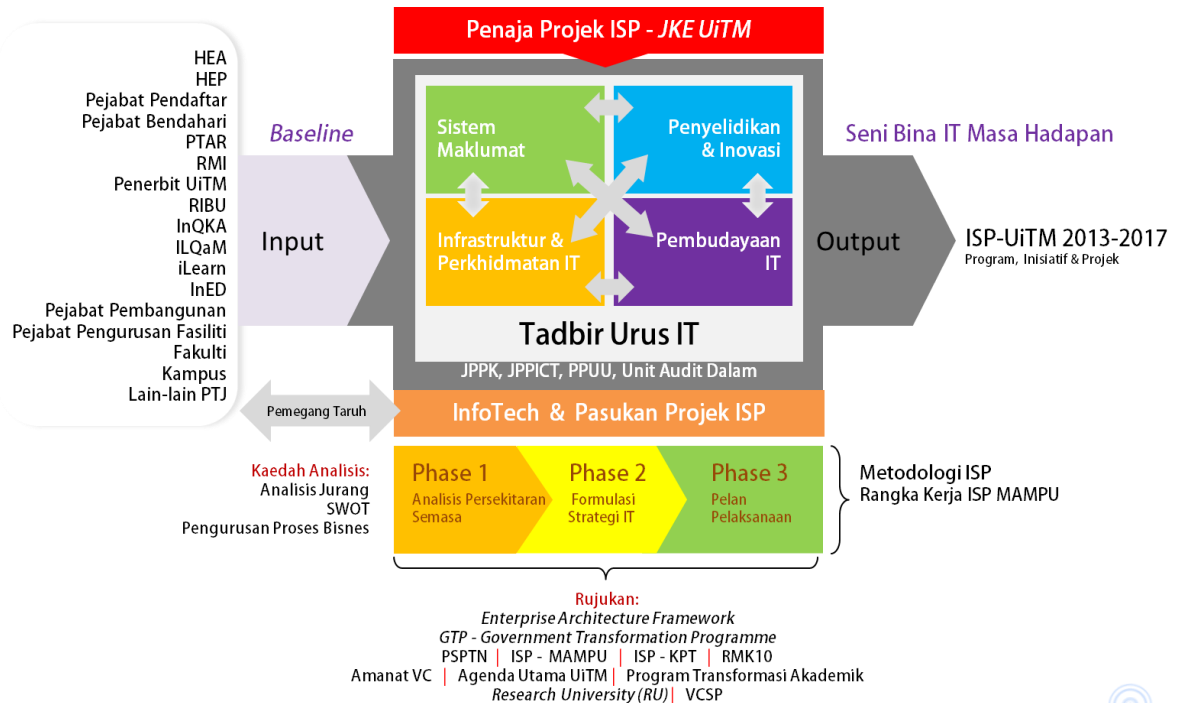 Penaja Projek ISP - JKE UiTM
HEA
HEP
Pejabat Pendaftar
Pejabat Bendahari
PTAR
RMI
Penerbit UiTM
RIBU
InQKA
ILQaM
iLearn
InED
Pejabat Pembangunan
Pejabat Pengurusan Fasiliti
Fakulti
Kampus
Lain-lain PTJ
Baseline
Input
Pemegang Taruh
Sistem
Maklumat
Penyelidikan
& Inovasi
Infrastruktur &
Perkhidmatan IT
Pembudayaan
IT
Tadbir Urus IT
JPPK, JPPICT, PPUU, Unit Audit Dalam
InfoTech & Pasukan Projek ISP
Seni Bina IT Masa Hadapan
Output
ISP-UiTM 2013-2017
Program, Inisiatif & Projek
Kaedah Analisis:
Analisis Jurang
SWOT
Pengurusan Proses Bisnes
Phase 1
Analisis Persekitaran
Semasa
Phase 2
Formulasi
Strategi IT
Phase 3
Pelan
Pelaksanaan
Metodologi ISP
Rangka Kerja ISP MAMPU
Rujukan:
Enterprise Architecture Framework
GTP - Government Transformation Programme
PSPTN | ISP - MAMPU | ISP - KPT | RMK10
Amanat VC | Agenda Utama UiTM | Program Transformasi Akademik
Research University (RU) | VCSP